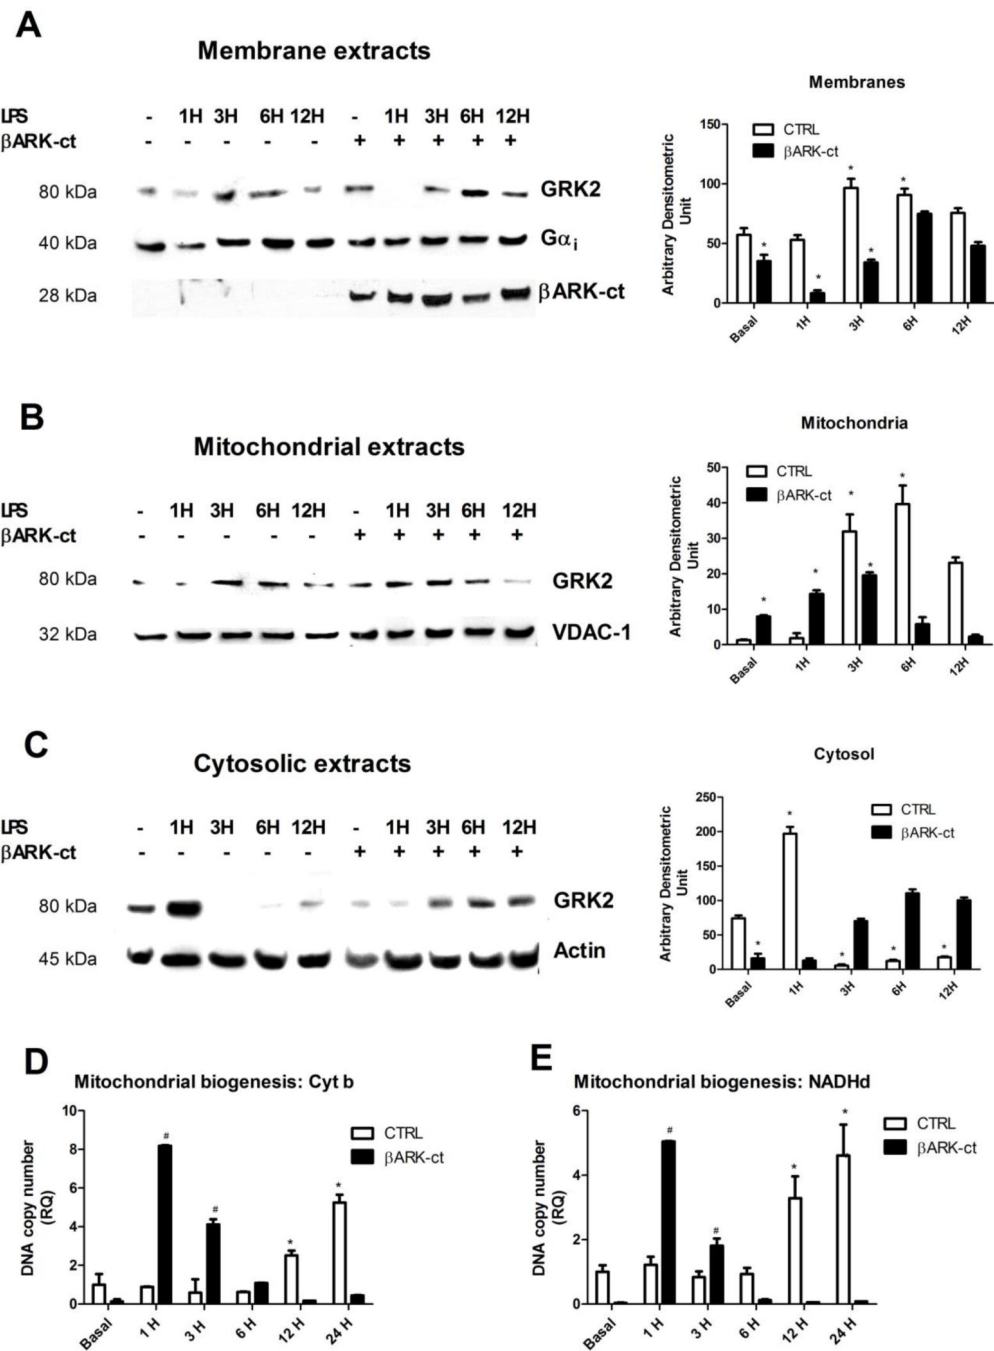 A
Membrane extracts
LPS - 1H 3H 6H 12H - 1H 3H 6H 12H
βARK-ct - - - - - + + + + +
80 kDa GRK2
40 kDa Gαi
28 kDa βARK-ct
Membranes
Arbitrary Densitometric
Unit
150
100
50
0
CTRL
βARK-ct
* * * * *
Basal 1H 3H 6H 12H
B
Mitochondrial extracts
LPS - 1H 3H 6H 12H - 1H 3H 6H 12H
βARK-ct - - - - - + + + + +
80 kDa GRK2
32 kDa VDAC-1
Mitochondria
Arbitrary Densitometric
Unit
50
40
30
20
10
0
CTRL
βARK-ct
* * * * *
Basal 1H 3H 6H 12H
C
Cytosolic extracts
LPS - 1H 3H 6H 12H - 1H 3H 6H 12H
βARK-ct - - - - - + + + + +
80 kDa GRK2
45 kDa Actin
Cytosol
Arbitrary Densitometric
Unit
250
200
150
100
50
0
CTRL
βARK-ct
* * * * *
Basal 1H 3H 6H 12H
D
Mitochondrial biogenesis: Cyt b
DNA copy number
(RQ)
10
8
6
4
2
0
CTRL
βARK-ct
# # * *
Basal 1 H 3 H 6 H 12 H 24 H
E
Mitochondrial biogenesis: NADHd
DNA copy number
(RQ)
6
4
2
0
CTRL
βARK-ct
# # * *
Basal 1 H 3 H 6 H 12 H 24 H